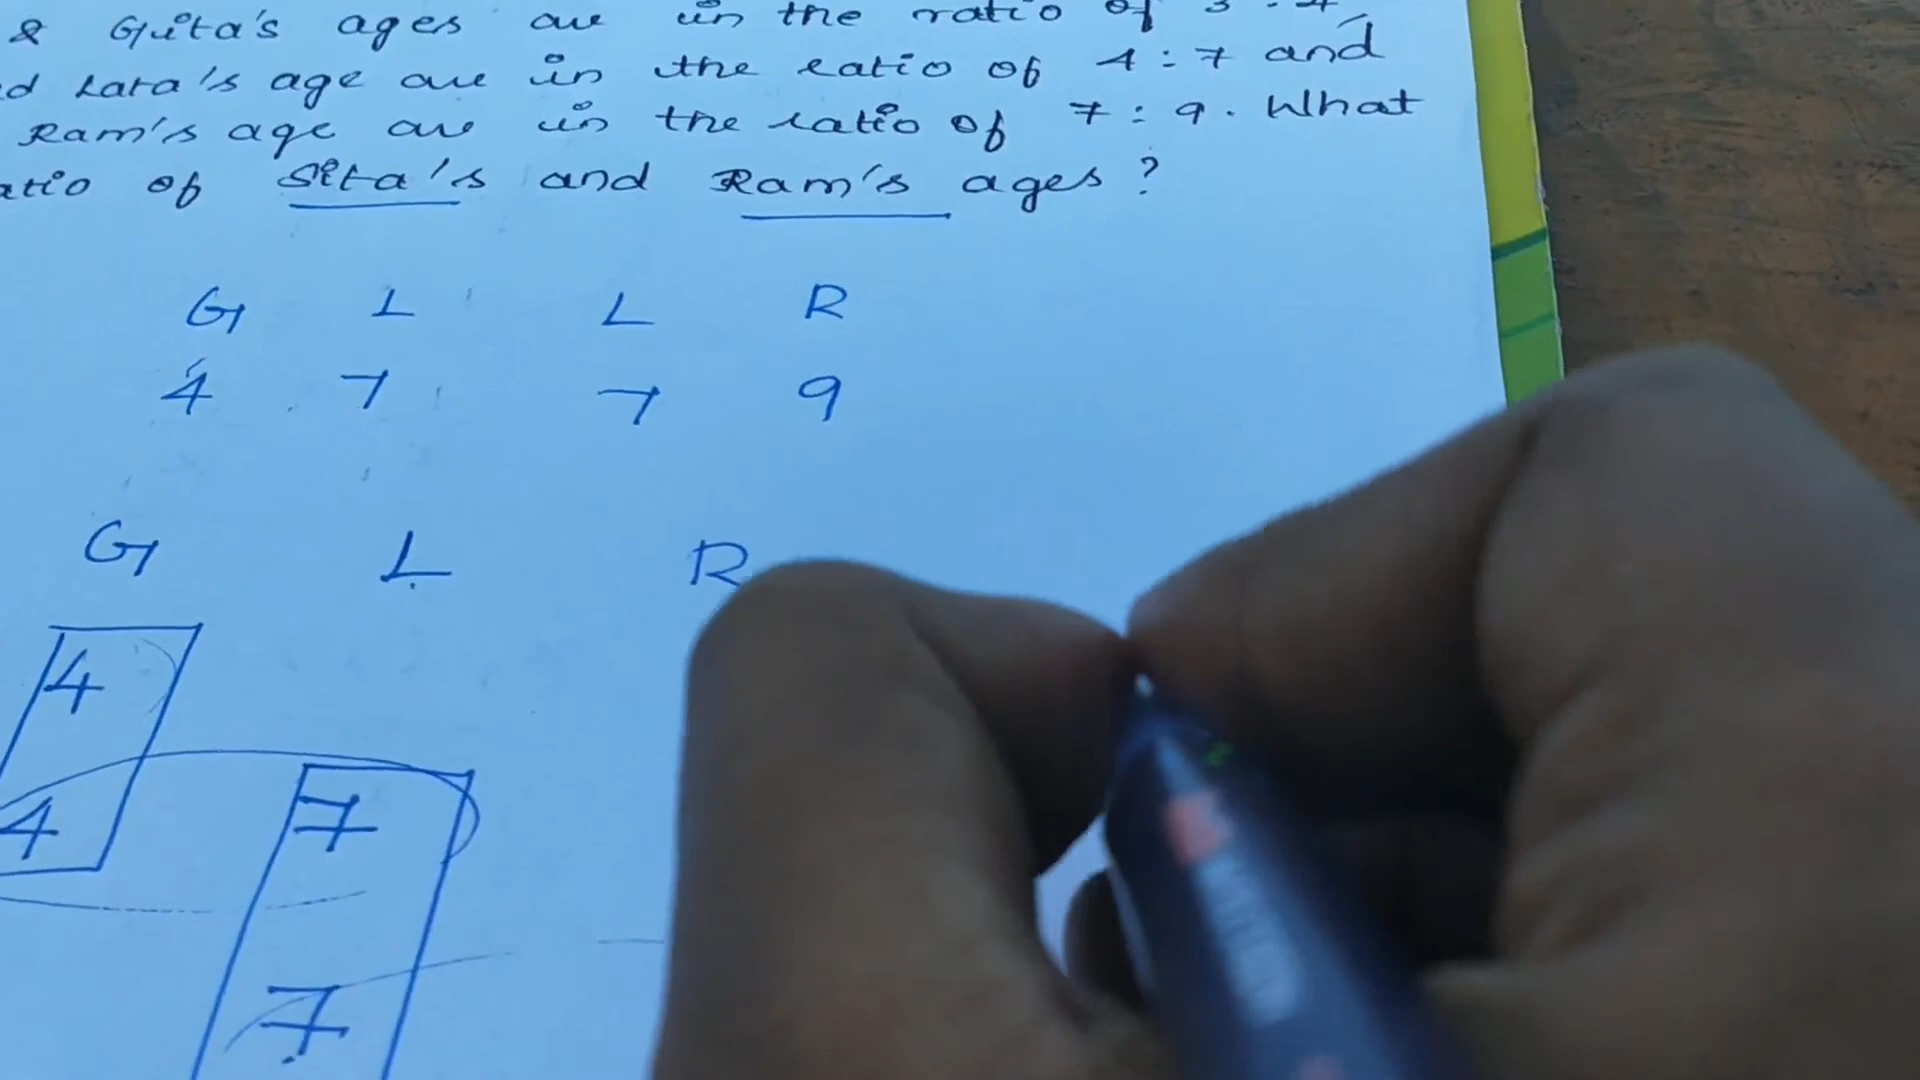 & Gita's ages are in the ratio of 3 : 4,
Lata's age are in the ratio of 4 : 7 and
Ram's age are in the ratio of 7 : 9. What
of Sita's and Ram's ages ?
G L L R
4 7 7 9
G L R
4
4 7
7